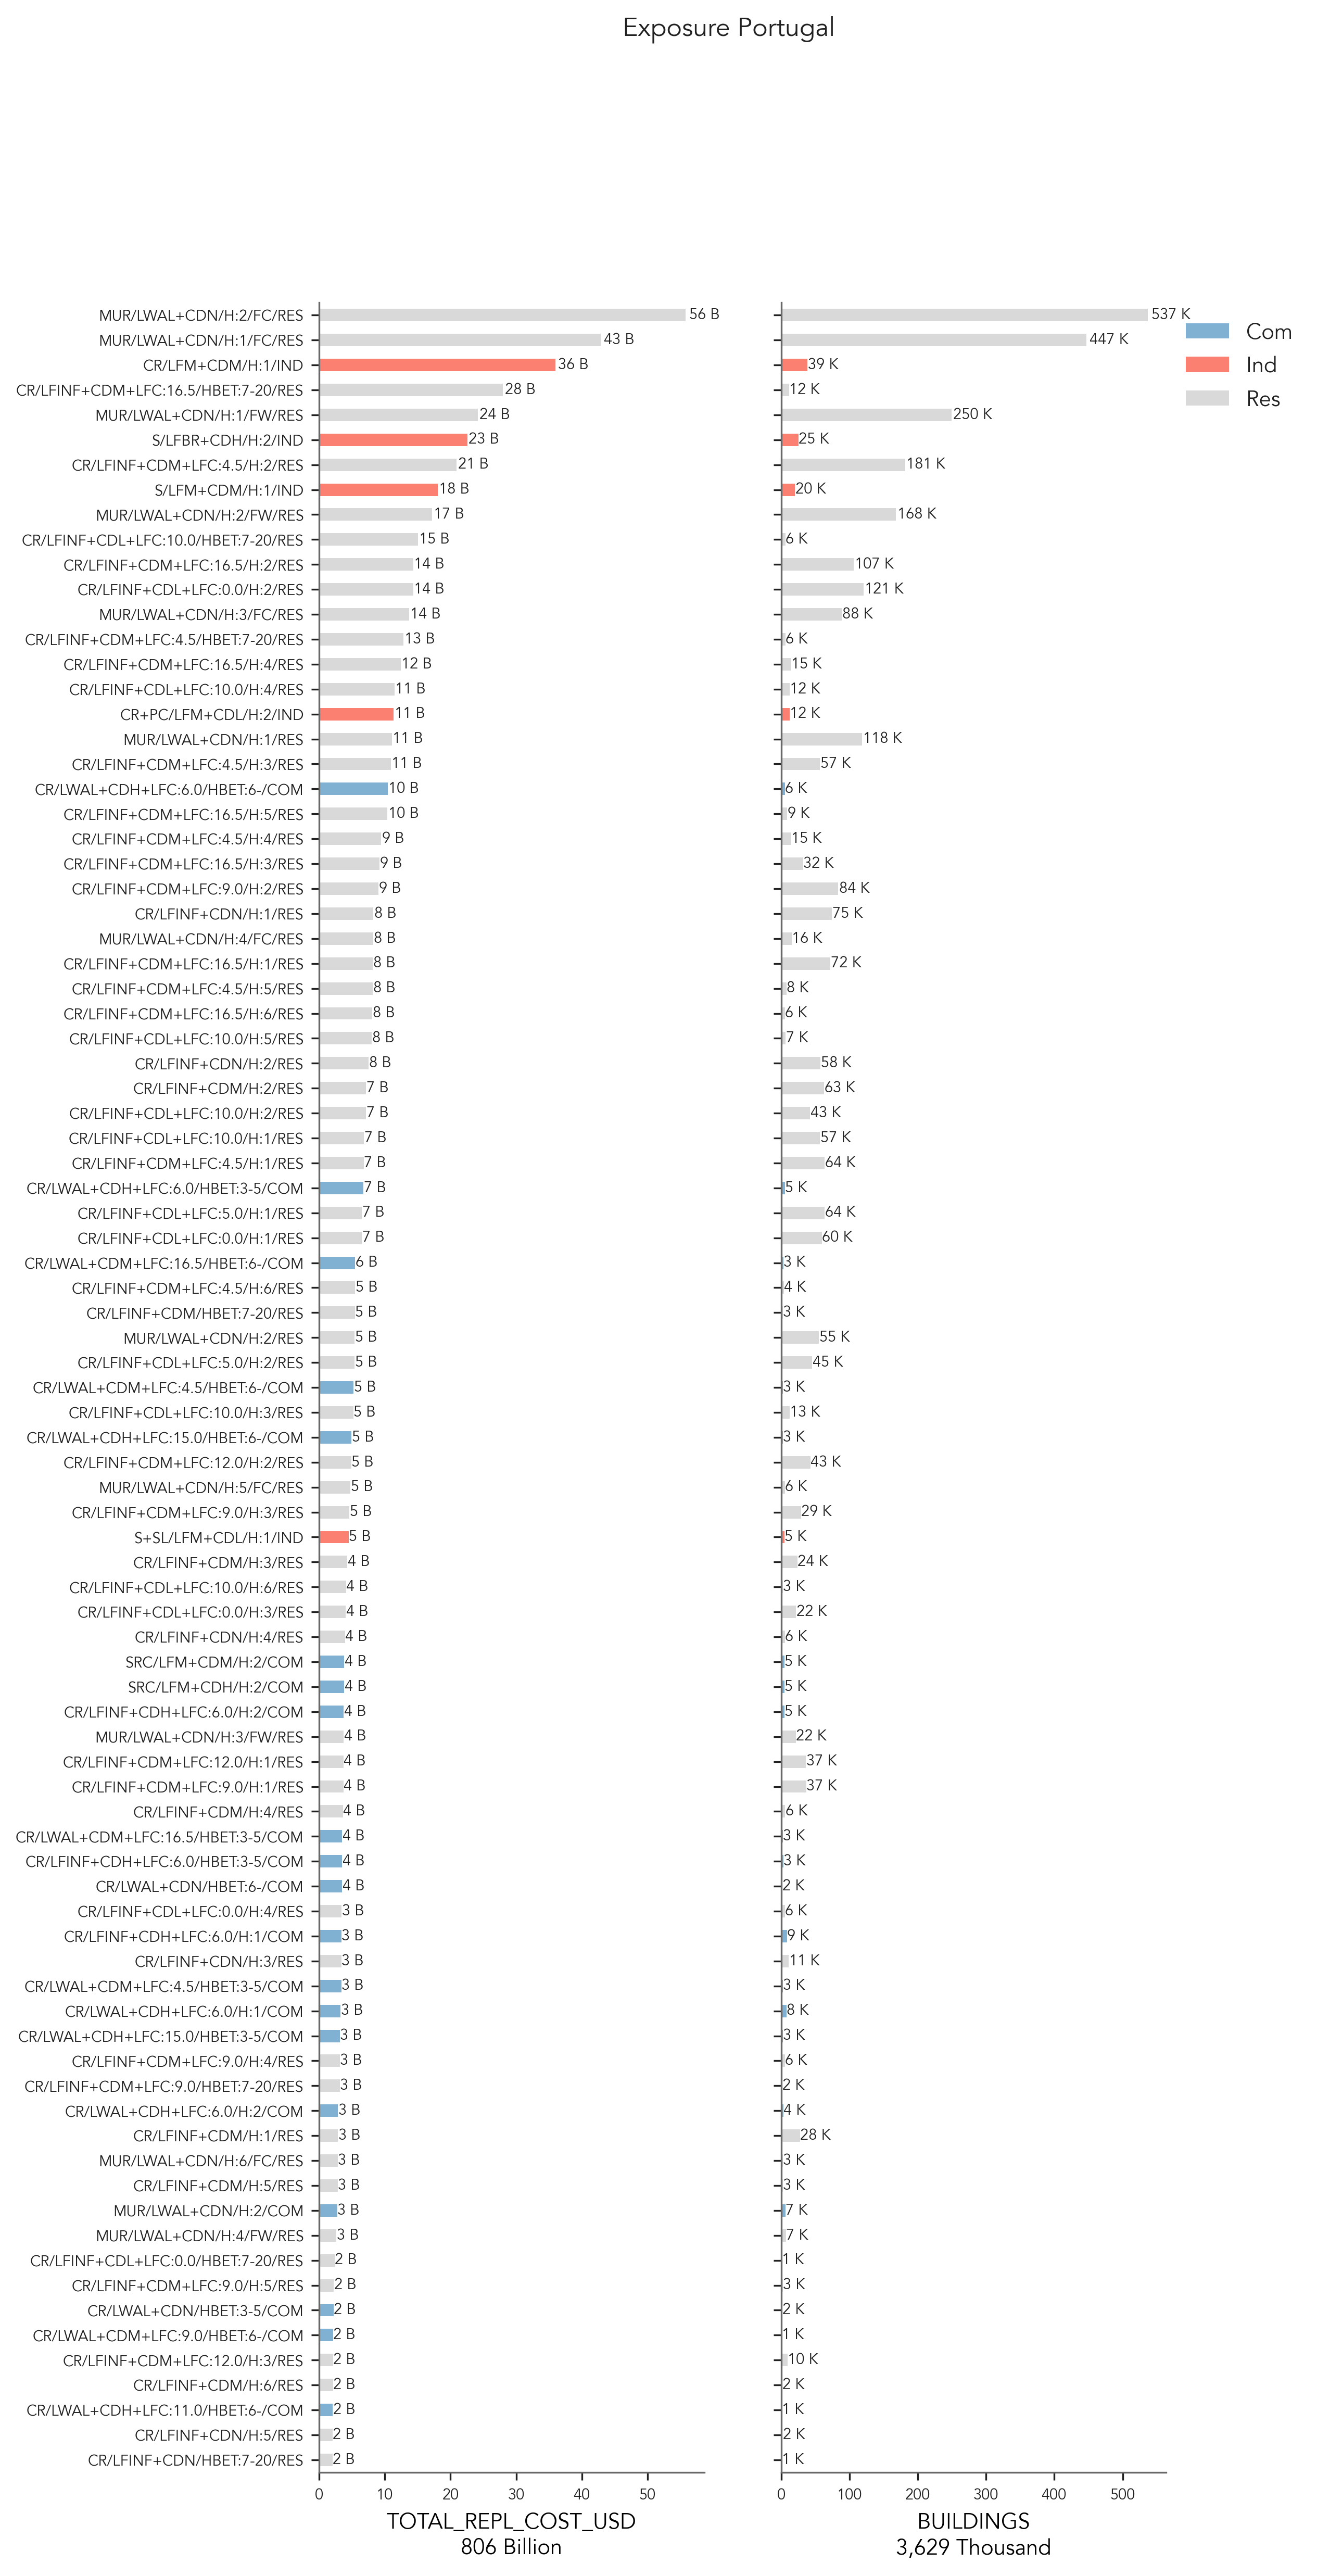 Exposure Portugal
MUR/LWAL+CDN/H:2/FC/RES 56 B 537 K
MUR/LWAL+CDN/H:1/FC/RES 43 B 447 K
CR/LFM+CDM/H:1/IND 36 B 39 K
CR/LFINF+CDM+LFC:16.5/HBET:7-20/RES 28 B 12 K
MUR/LWAL+CDN/H:1/FW/RES 24 B 250 K
S/LFBR+CDH/H:2/IND 23 B 25 K
CR/LFINF+CDM+LFC:4.5/H:2/RES 21 B 181 K
S/LFM+CDM/H:1/IND 18 B 20 K
MUR/LWAL+CDN/H:2/FW/RES 17 B 168 K
CR/LFINF+CDL+LFC:10.0/HBET:7-20/RES 15 B 6 K
CR/LFINF+CDM+LFC:16.5/H:2/RES 14 B 107 K
CR/LFINF+CDL+LFC:0.0/H:2/RES 14 B 121 K
MUR/LWAL+CDN/H:3/FC/RES 14 B 88 K
CR/LFINF+CDM+LFC:4.5/HBET:7-20/RES 13 B 6 K
CR/LFINF+CDM+LFC:16.5/H:4/RES 12 B 15 K
CR/LFINF+CDL+LFC:10.0/H:4/RES 11 B 12 K
CR+PC/LFM+CDL/H:2/IND 11 B 12 K
MUR/LWAL+CDN/H:1/RES 11 B 118 K
CR/LFINF+CDM+LFC:4.5/H:3/RES 11 B 57 K
CR/LWAL+CDH+LFC:6.0/HBET:6-/COM 10 B 6 K
CR/LFINF+CDM+LFC:16.5/H:5/RES 10 B 9 K
CR/LFINF+CDM+LFC:4.5/H:4/RES 9 B 15 K
CR/LFINF+CDM+LFC:16.5/H:3/RES 9 B 32 K
CR/LFINF+CDM+LFC:9.0/H:2/RES 9 B 84 K
CR/LFINF+CDN/H:1/RES 8 B 75 K
MUR/LWAL+CDN/H:4/FC/RES 8 B 16 K
CR/LFINF+CDM+LFC:16.5/H:1/RES 8 B 72 K
CR/LFINF+CDM+LFC:4.5/H:5/RES 8 B 8 K
CR/LFINF+CDM+LFC:16.5/H:6/RES 8 B 6 K
CR/LFINF+CDL+LFC:10.0/H:5/RES 8 B 7 K
CR/LFINF+CDN/H:2/RES 8 B 58 K
CR/LFINF+CDM/H:2/RES 7 B 63 K
CR/LFINF+CDL+LFC:10.0/H:2/RES 7 B 43 K
CR/LFINF+CDL+LFC:10.0/H:1/RES 7 B 57 K
CR/LFINF+CDM+LFC:4.5/H:1/RES 7 B 64 K
CR/LWAL+CDH+LFC:6.0/HBET:3-5/COM 7 B 5 K
CR/LFINF+CDL+LFC:5.0/H:1/RES 7 B 64 K
CR/LFINF+CDL+LFC:0.0/H:1/RES 7 B 60 K
CR/LWAL+CDM+LFC:16.5/HBET:6-/COM 6 B 3 K
CR/LFINF+CDM+LFC:4.5/H:6/RES 5 B 4 K
CR/LFINF+CDM/HBET:7-20/RES 5 B 3 K
MUR/LWAL+CDN/H:2/RES 5 B 55 K
CR/LFINF+CDL+LFC:5.0/H:2/RES 5 B 45 K
CR/LWAL+CDM+LFC:4.5/HBET:6-/COM 5 B 3 K
CR/LFINF+CDL+LFC:10.0/H:3/RES 5 B 13 K
CR/LWAL+CDH+LFC:15.0/HBET:6-/COM 5 B 3 K
CR/LFINF+CDM+LFC:12.0/H:2/RES 5 B 43 K
MUR/LWAL+CDN/H:5/FC/RES 5 B 6 K
CR/LFINF+CDM+LFC:9.0/H:3/RES 5 B 29 K
S+SL/LFM+CDL/H:1/IND 5 B 5 K
CR/LFINF+CDM/H:3/RES 4 B 24 K
CR/LFINF+CDL+LFC:10.0/H:6/RES 4 B 3 K
CR/LFINF+CDL+LFC:0.0/H:3/RES 4 B 22 K
CR/LFINF+CDN/H:4/RES 4 B 6 K
SRC/LFM+CDM/H:2/COM 4 B 5 K
SRC/LFM+CDH/H:2/COM 4 B 5 K
CR/LFINF+CDH+LFC:6.0/H:2/COM 4 B 5 K
MUR/LWAL+CDN/H:3/FW/RES 4 B 22 K
CR/LFINF+CDM+LFC:12.0/H:1/RES 4 B 37 K
CR/LFINF+CDM+LFC:9.0/H:1/RES 4 B 37 K
CR/LFINF+CDM/H:4/RES 4 B 6 K
CR/LWAL+CDM+LFC:16.5/HBET:3-5/COM 4 B 3 K
CR/LFINF+CDH+LFC:6.0/HBET:3-5/COM 4 B 3 K
CR/LWAL+CDN/HBET:6-/COM 4 B 2 K
CR/LFINF+CDL+LFC:0.0/H:4/RES 3 B 6 K
CR/LFINF+CDH+LFC:6.0/H:1/COM 3 B 9 K
CR/LFINF+CDN/H:3/RES 3 B 11 K
CR/LWAL+CDM+LFC:4.5/HBET:3-5/COM 3 B 3 K
CR/LWAL+CDH+LFC:6.0/H:1/COM 3 B 8 K
CR/LWAL+CDH+LFC:15.0/HBET:3-5/COM 3 B 3 K
CR/LFINF+CDM+LFC:9.0/H:4/RES 3 B 6 K
CR/LFINF+CDM+LFC:9.0/HBET:7-20/RES 3 B 2 K
CR/LWAL+CDH+LFC:6.0/H:2/COM 3 B 4 K
CR/LFINF+CDM/H:1/RES 3 B 28 K
MUR/LWAL+CDN/H:6/FC/RES 3 B 3 K
CR/LFINF+CDM/H:5/RES 3 B 3 K
MUR/LWAL+CDN/H:2/COM 3 B 7 K
MUR/LWAL+CDN/H:4/FW/RES 3 B 7 K
CR/LFINF+CDL+LFC:0.0/HBET:7-20/RES 2 B 1 K
CR/LFINF+CDM+LFC:9.0/H:5/RES 2 B 3 K
CR/LWAL+CDN/HBET:3-5/COM 2 B 2 K
CR/LWAL+CDM+LFC:9.0/HBET:6-/COM 2 B 1 K
CR/LFINF+CDM+LFC:12.0/H:3/RES 2 B 10 K
CR/LFINF+CDM/H:6/RES 2 B 2 K
CR/LWAL+CDH+LFC:11.0/HBET:6-/COM 2 B 1 K
CR/LFINF+CDN/H:5/RES 2 B 2 K
CR/LFINF+CDN/HBET:7-20/RES 2 B 1 K
Com
Ind
Res
0 10 20 30 40 50
TOTAL_REPL_COST_USD
806 Billion
0 100 200 300 400 500
BUILDINGS
3,629 Thousand